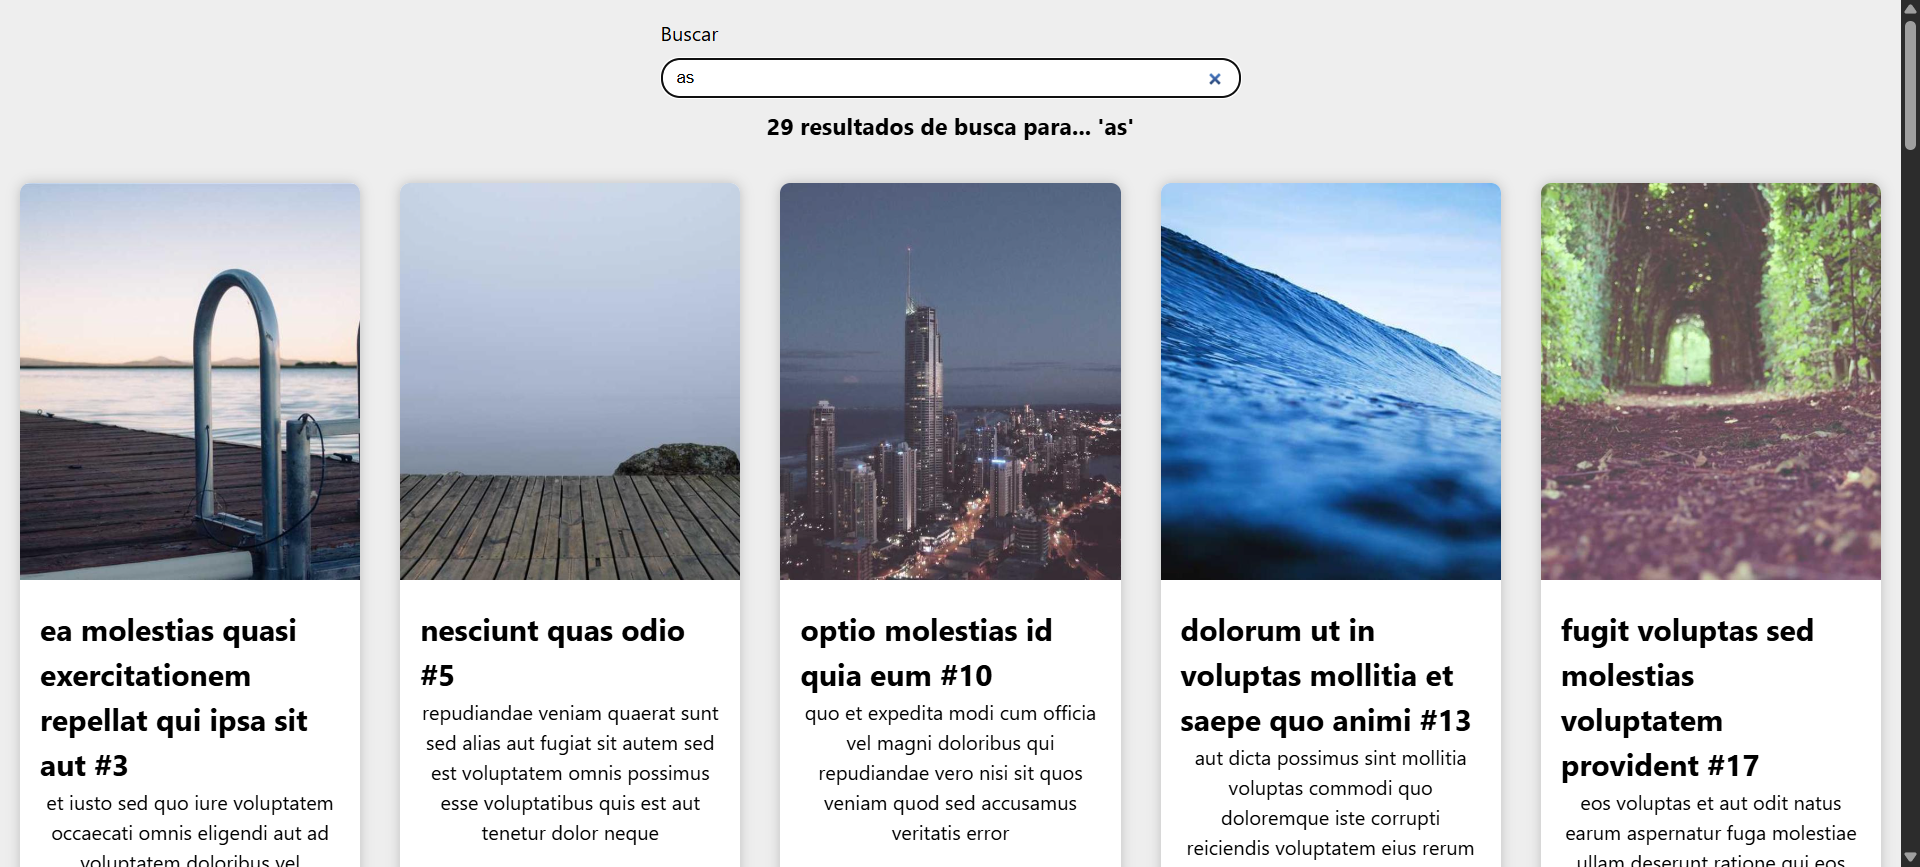 Buscar
as
29 resultados de busca para... 'as'
ea molestias quasi
exercitationem
repellat qui ipsa sit
aut #3
et iusto sed quo iure voluptatem
occaecati omnis eligendi aut ad
voluptatem doloribus vel
nesciunt quas odio
#5
repudiandae veniam quaerat sunt
sed alias aut fugiat sit autem sed
est voluptatem omnis possimus
esse voluptatibus quis est aut
tenetur dolor neque
optio molestias id
quia eum #10
quo et expedita modi cum officia
vel magni doloribus qui
repudiandae vero nisi sit quos
veniam quod sed accusamus
veritatis error
dolorum ut in
voluptas mollitia et
saepe quo animi #13
aut dicta possimus sint mollitia
voluptas commodi quo
doloremque iste corrupti
reiciendis voluptatem eius rerum
fugit voluptas sed
molestias
voluptatem
provident #17
eos voluptas et aut odit natus
earum aspernatur fuga molestiae
ullam deserunt ratione qui eos